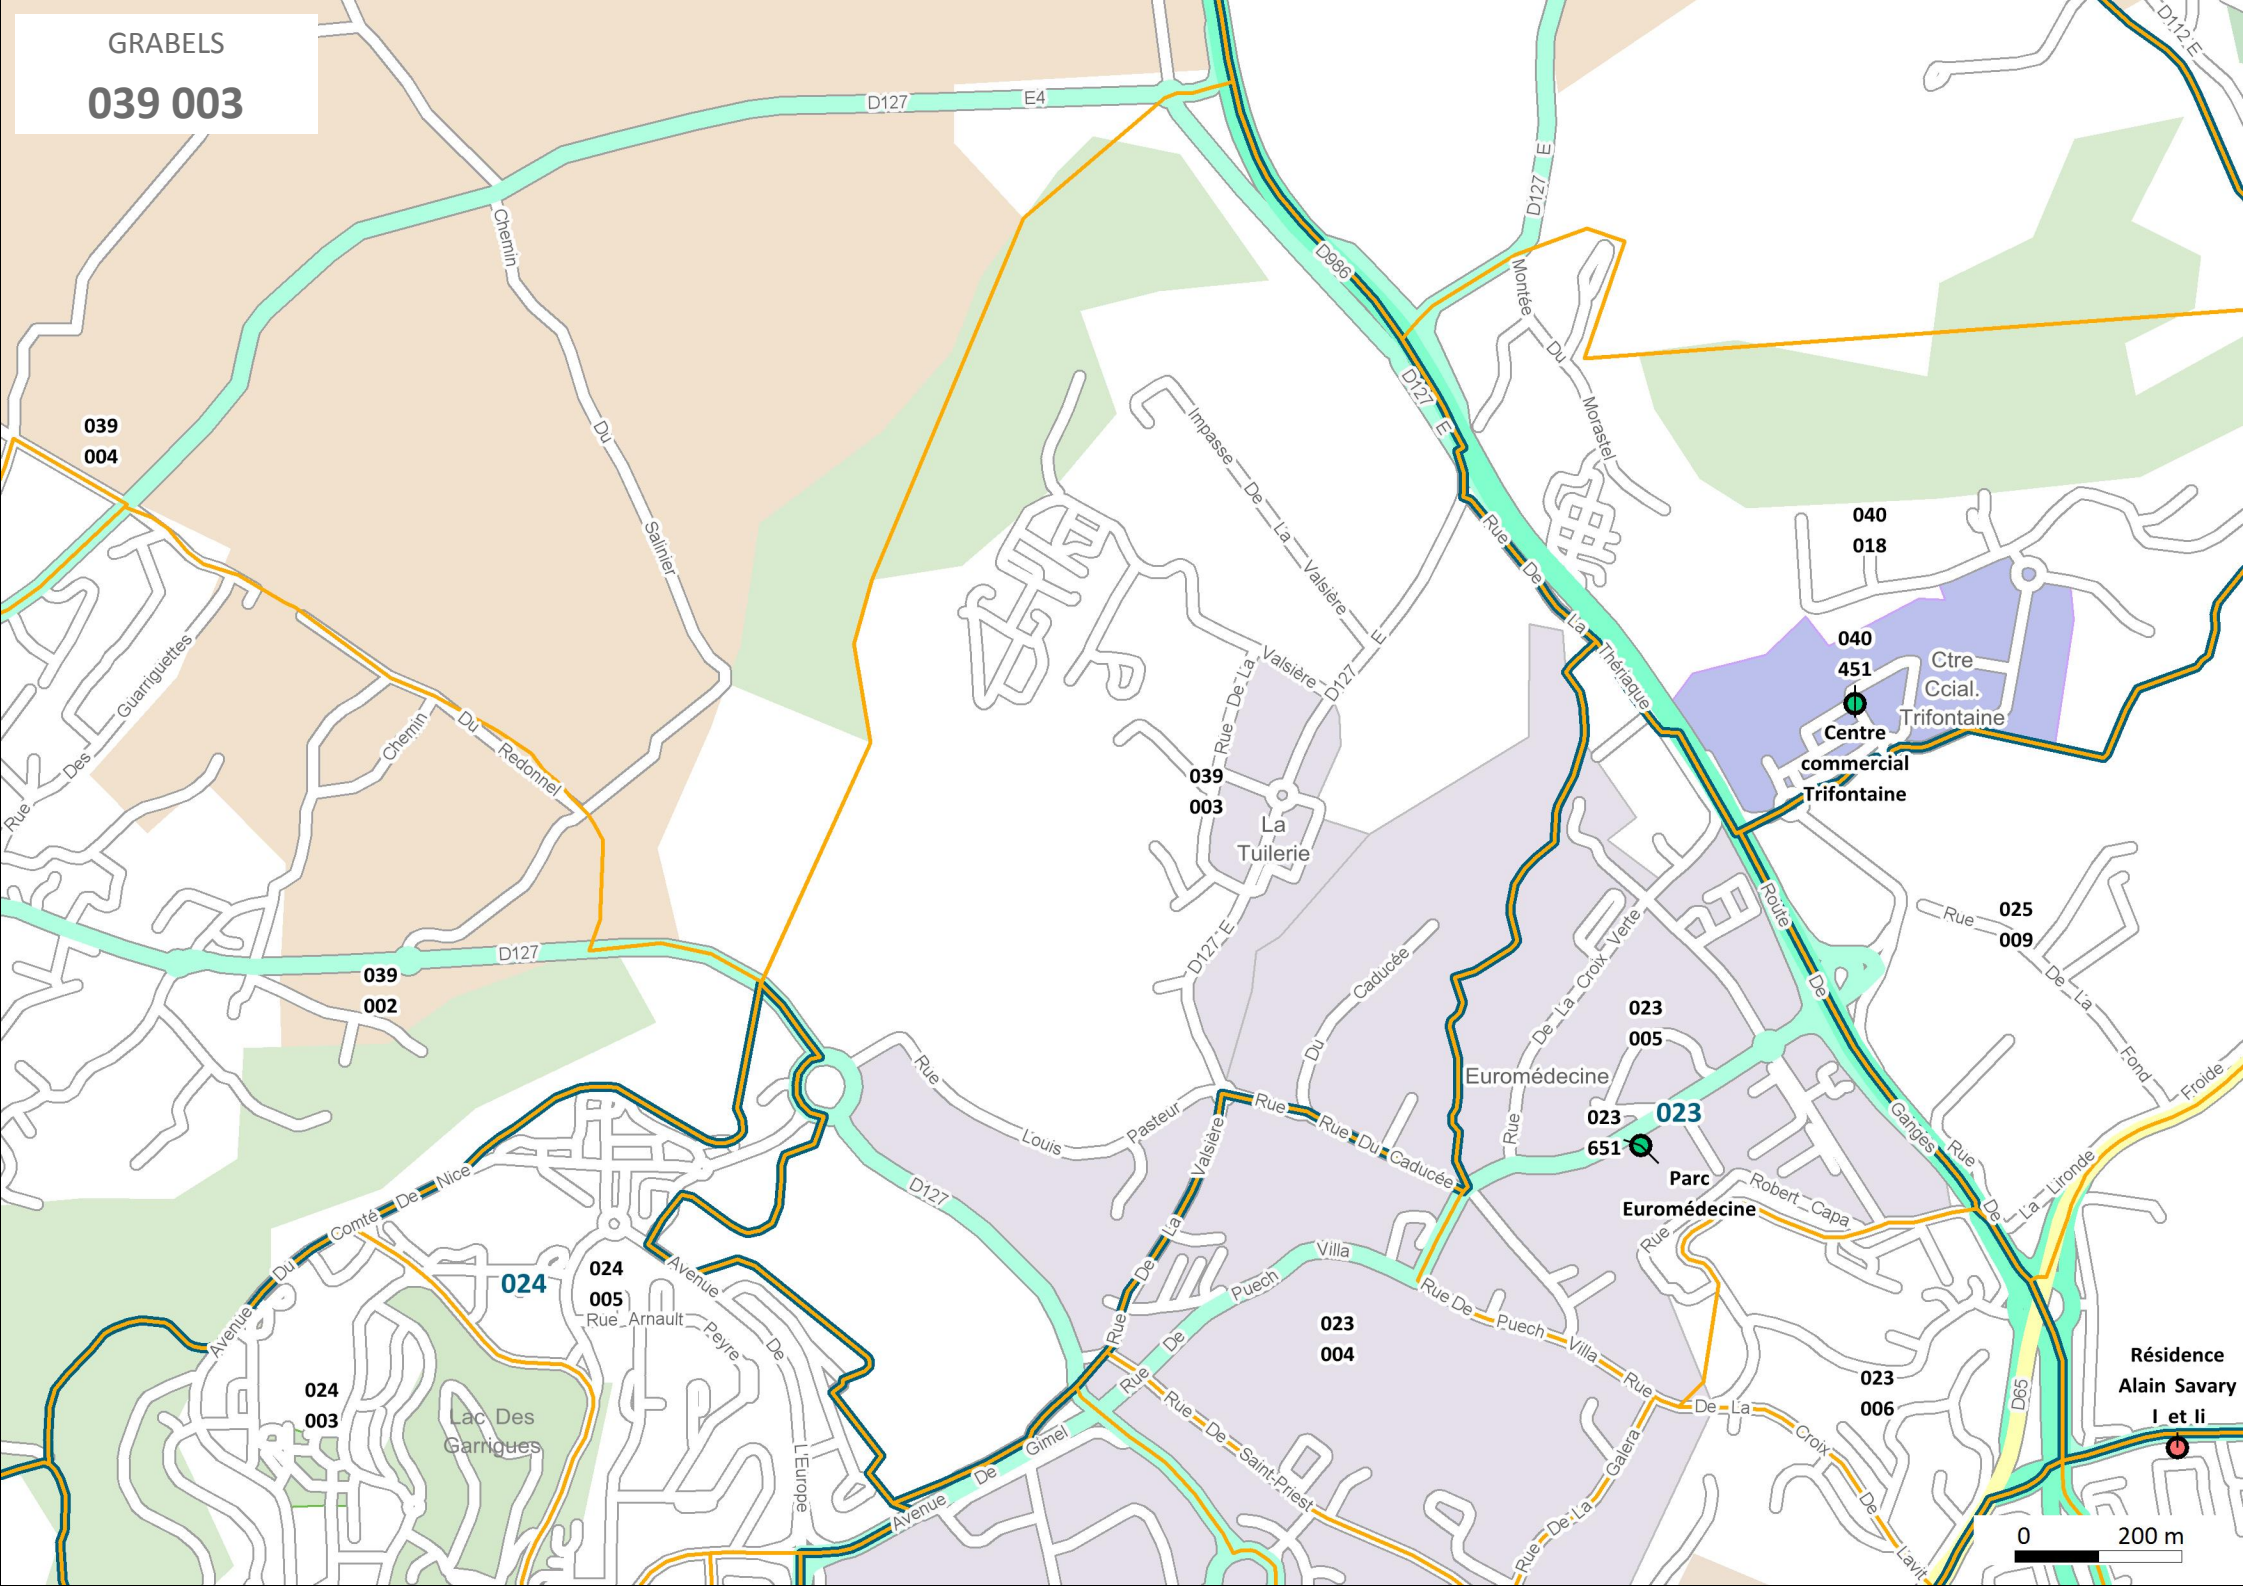 GRABELS
039 003
D127
E4
D112 E
D127 E
Chemin
Du
Salinier
D986
Montée
Du
Morastel
D127 E
039
004
Impasse De La Valsière
Rue De La Thériaque
040
018
Rue Des Guarriguettes
Chemin
Du Redonnel
Rue De La Valsière
D127 E
040
451
Ctre
Ccial.
Trifontaine
Centre
commercial
Trifontaine
039
003
La
Tuilerie
D127
039
002
D127 E
Du Caducée
Rue De La Croix Verte
Route De Ganges
Rue
025
009
De La
Fond
Froide
023
005
Euromédecine
023
651
023
Parc
Euromédecine
Rue
Louis
Pasteur
Rue
Rue Du Caducée
Rue De La Valsière
Rue Robert Capa
Rue De La Lironde
Avenue Du Comté De Nice
D127
024
024
005
Rue Arnault Peyre
Avenue De L'Europe
Rue De Puech Villa
Rue De Puech Villa
023
004
024
003
Lac Des
Garrigues
Rue De Saint-Priest
Avenue De Gimel
Rue De La Galera
Rue De La Croix De Lavit
023
006
D65
Résidence
Alain Savary
I et Ii
0 200 m